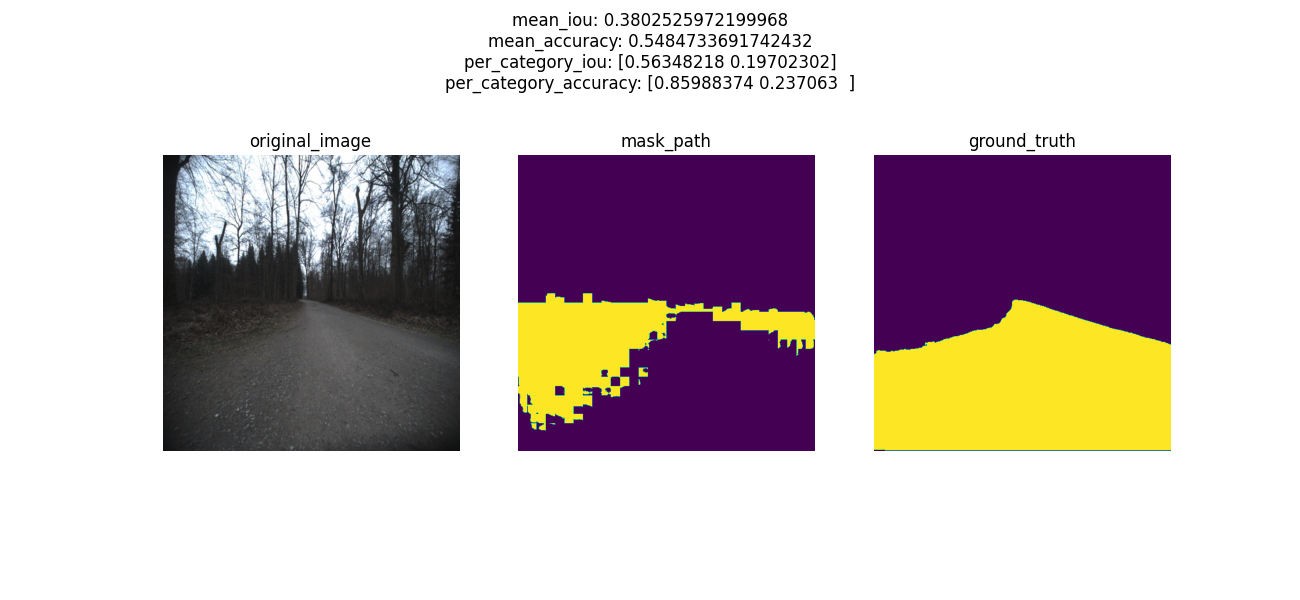 mean_iou: 0.3802525972199968
mean_accuracy: 0.5484733691742432
per_category_iou: [0.56348218 0.19702302]
per_category_accuracy: [0.85988374 0.237063  ]
original_image
mask_path
ground_truth